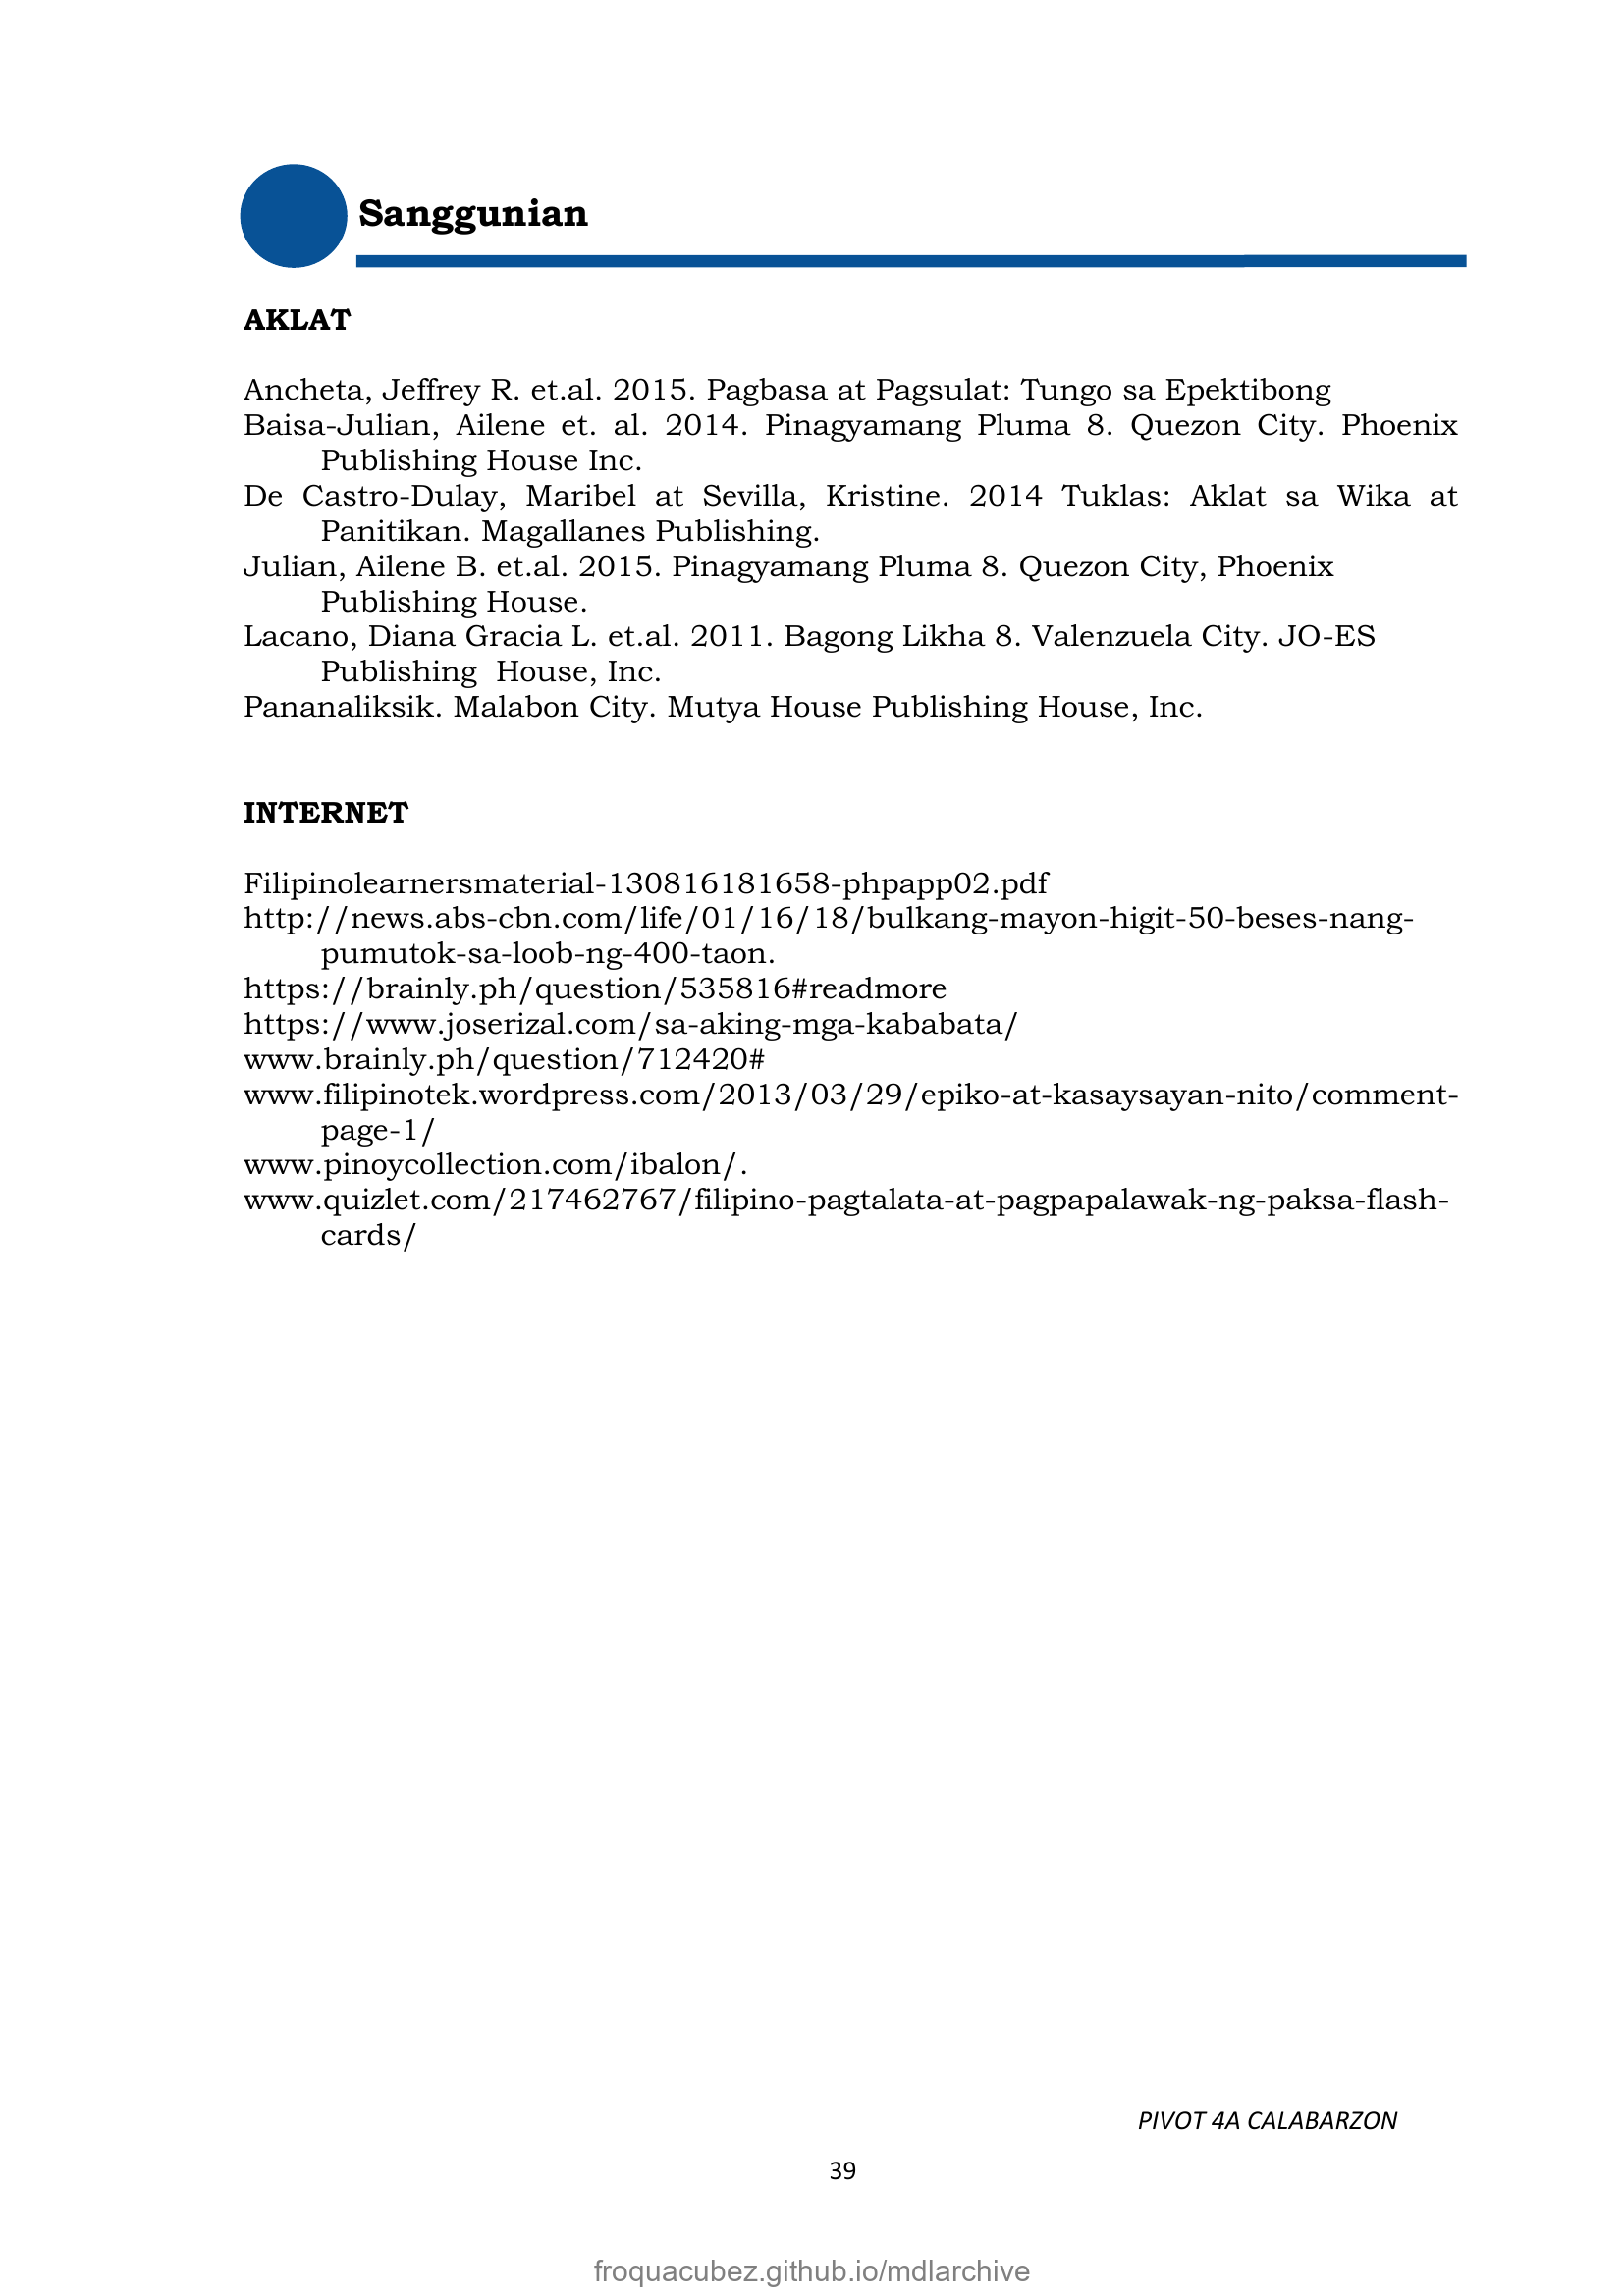 Sanggunian
AKLAT
Ancheta, Jeffrey R. et.al. 2015. Pagbasa at Pagsulat: Tungo sa Epektibong
Baisa-Julian, Ailene et. al. 2014. Pinagyamang Pluma 8. Quezon City. Phoenix
Publishing House Inc.
De Castro-Dulay, Maribel at Sevilla, Kristine. 2014 Tuklas: Aklat sa Wika at
Panitikan. Magallanes Publishing.
Julian, Ailene B. et.al. 2015. Pinagyamang Pluma 8. Quezon City, Phoenix
Publishing House.
Lacano, Diana Gracia L. et.al. 2011. Bagong Likha 8. Valenzuela City. JO-ES
Publishing  House, Inc.
Pananaliksik. Malabon City. Mutya House Publishing House, Inc.
INTERNET
Filipinolearnersmaterial-130816181658-phpapp02.pdf
http://news.abs-cbn.com/life/01/16/18/bulkang-mayon-higit-50-beses-nang-
pumutok-sa-loob-ng-400-taon.
https://brainly.ph/question/535816#readmore
https://www.joserizal.com/sa-aking-mga-kababata/
www.brainly.ph/question/712420#
www.filipinotek.wordpress.com/2013/03/29/epiko-at-kasaysayan-nito/comment-
page-1/
www.pinoycollection.com/ibalon/.
www.quizlet.com/217462767/filipino-pagtalata-at-pagpapalawak-ng-paksa-flash-
cards/
PIVOT 4A CALABARZON
39
froquacubez.github.io/mdlarchive